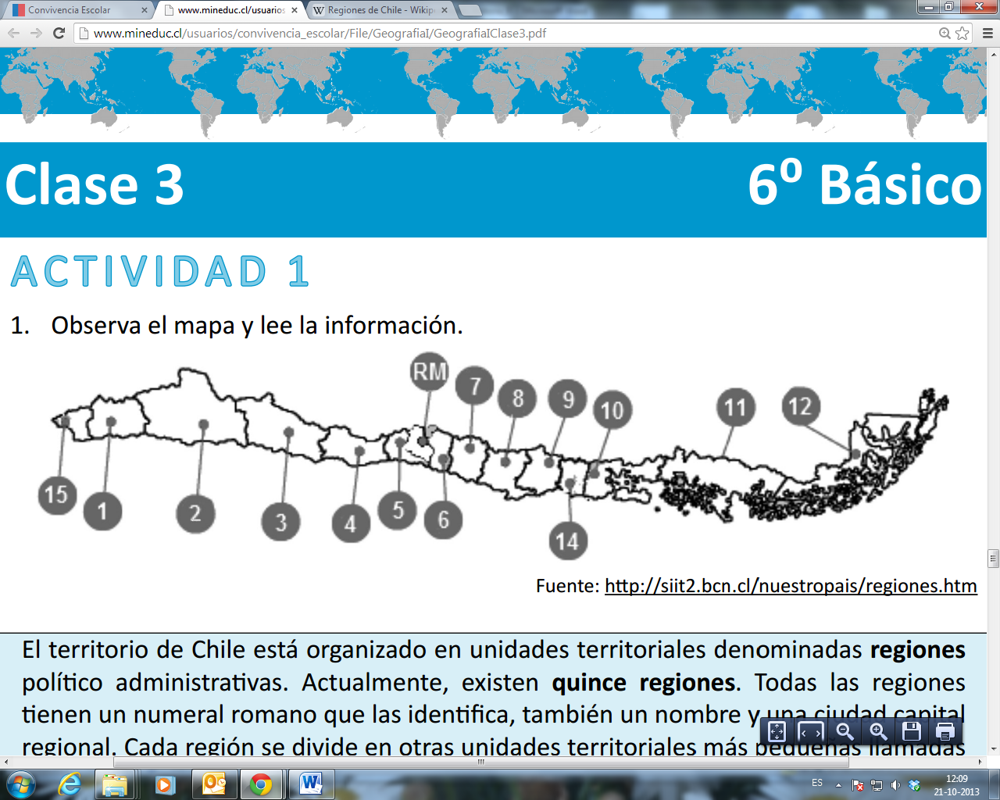 Convivencia Escolar
www.mineduc.cl/usuarios
Regiones de Chile - Wikip
www.mineduc.cl/usuarios/convivencia_escolar/File/GeografiaI/GeografiaIClase3.pdf
Clase 3
6º Básico
ACTIVIDAD 1
1. Observa el mapa y lee la información.
RM
7
8
9
10
11
12
15
1
2
3
4
5
6
14
Fuente: http://siit2.bcn.cl/nuestropais/regiones.htm
El territorio de Chile está organizado en unidades territoriales denominadas regiones
político administrativas. Actualmente, existen quince regiones. Todas las regiones
tienen un numeral romano que las identifica, también un nombre y una ciudad capital
regional. Cada región se divide en otras unidades territoriales más pequeñas llamadas
ES
12:09
21-10-2013